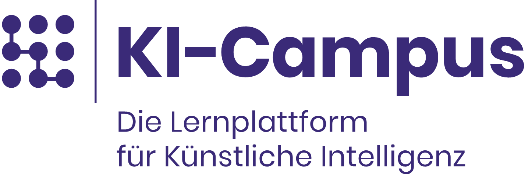 KI-Campus
Die Lernplattform
für Künstliche Intelligenz